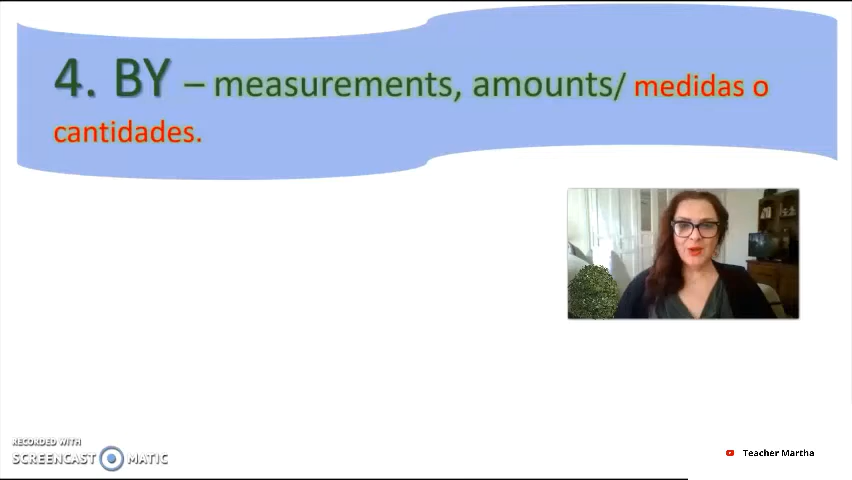 4. BY – measurements, amounts/ medidas o
cantidades.
RECORDED WITH
SCREENCAST MATIC
Teacher Martha